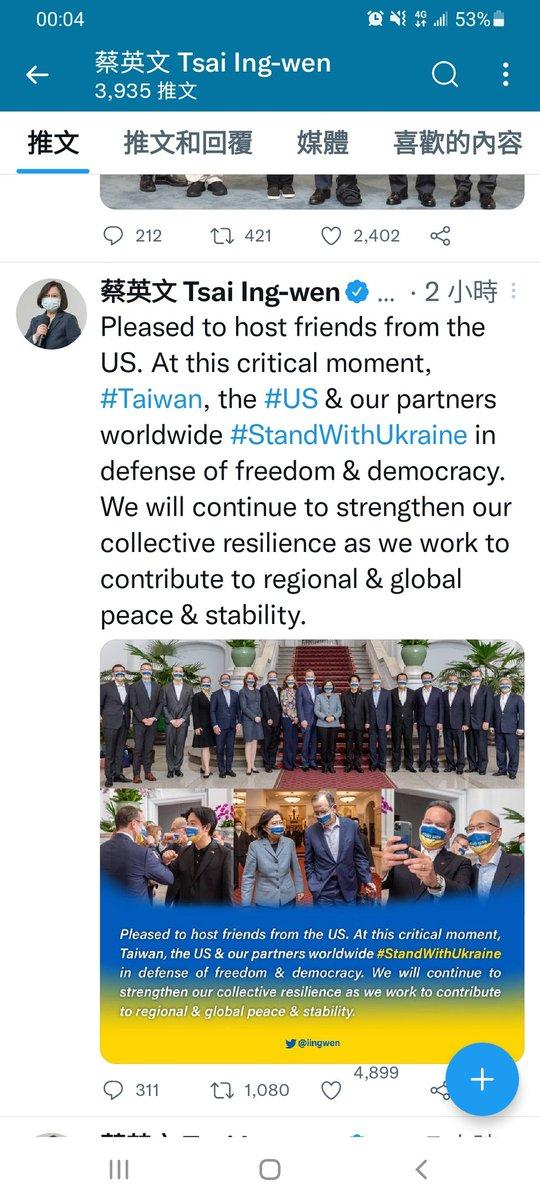 00:04
4G
53%
蔡英文 Tsai Ing-wen
3,935 推文
推文 推文和回覆 媒體 喜歡的內容
212 421 2,402
蔡英文 Tsai Ing-wen ... · 2 小時
Pleased to host friends from the
US. At this critical moment,
#Taiwan, the #US & our partners
worldwide #StandWithUkraine in
defense of freedom & democracy.
We will continue to strengthen our
collective resilience as we work to
contribute to regional & global
peace & stability.
Pleased to host friends from the US. At this critical moment,
Taiwan, the US & our partners worldwide #StandWithUkraine
in defense of freedom & democracy. We will continue to
strengthen our collective resilience as we work to contribute
to regional & global peace & stability.
@iingwen
311 1,080 4,899